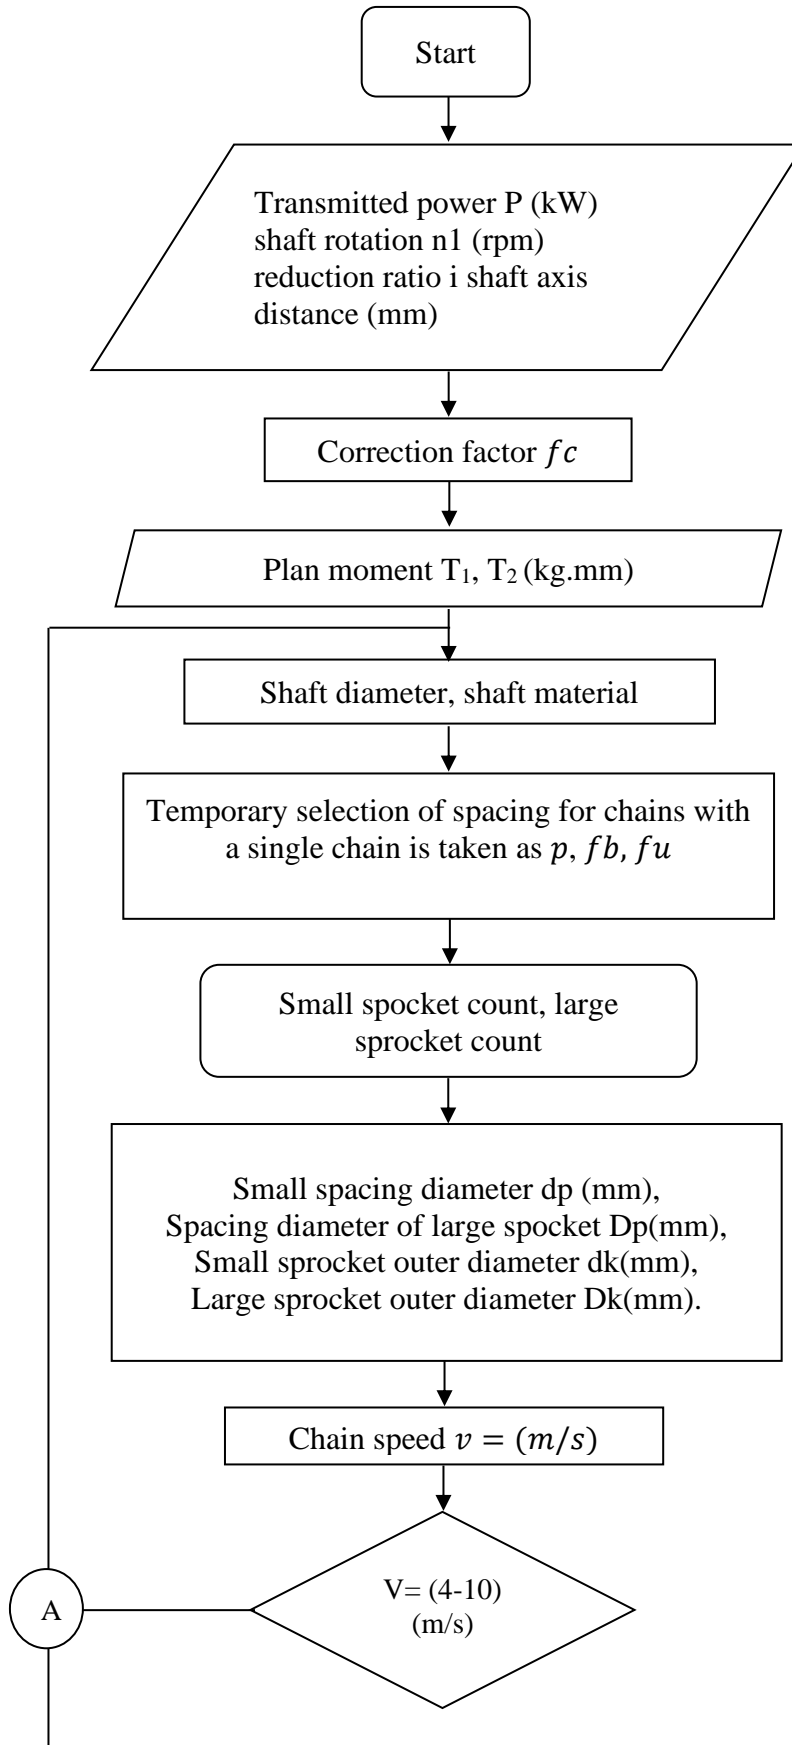 Start
Transmitted power P (kW)
shaft rotation n1 (rpm)
reduction ratio i shaft axis
distance (mm)
Correction factor 𝑓𝑐
Plan moment T₁, T₂ (kg.mm)
Shaft diameter, shaft material
Temporary selection of spacing for chains with
a single chain is taken as 𝑝, 𝑓𝑏, 𝑓𝑢
Small spocket count, large
sprocket count
Small spacing diameter dp (mm),
Spacing diameter of large spocket Dp(mm),
Small sprocket outer diameter dk(mm),
Large sprocket outer diameter Dk(mm).
Chain speed 𝑣 = (𝑚/𝑠)
V= (4-10)
(m/s)
A